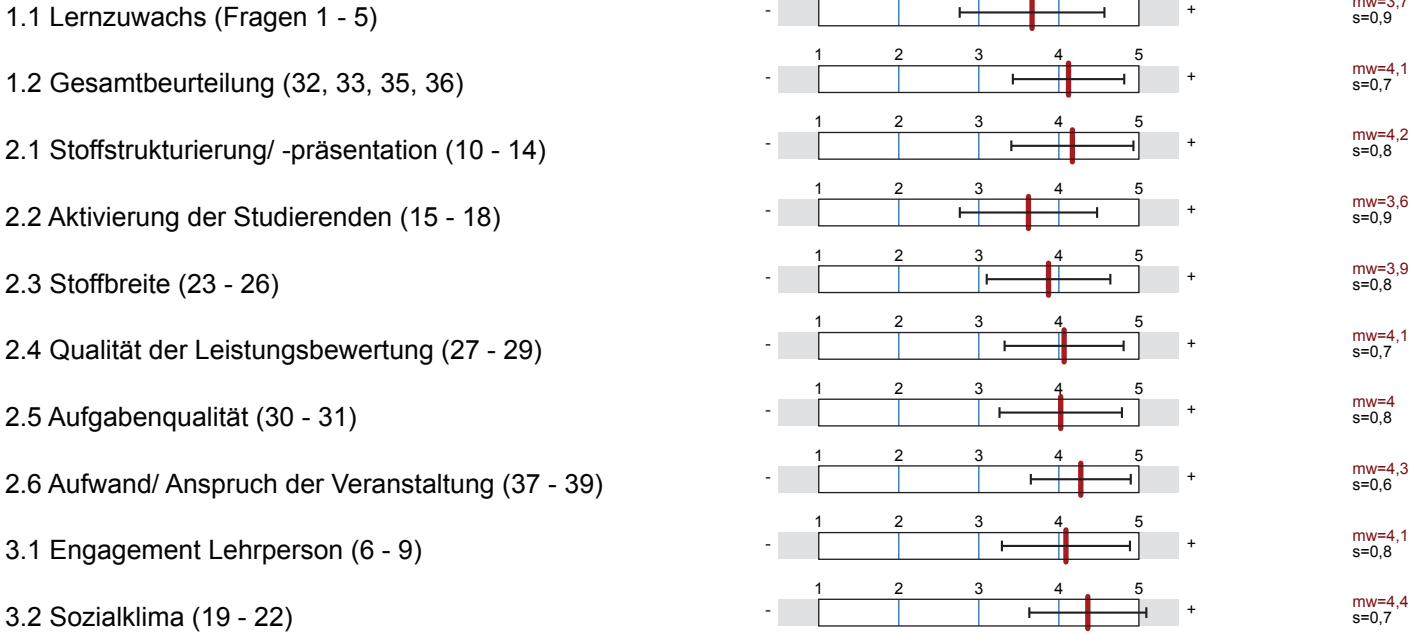 1.1 Lernzuwachs (Fragen 1 - 5)
- +
mw=3,7
s=0,9
1 2 3 4 5
1.2 Gesamtbeurteilung (32, 33, 35, 36)
- +
mw=4,1
s=0,7
1 2 3 4 5
2.1 Stoffstrukturierung/ -präsentation (10 - 14)
- +
mw=4,2
s=0,8
1 2 3 4 5
2.2 Aktivierung der Studierenden (15 - 18)
- +
mw=3,6
s=0,9
1 2 3 4 5
2.3 Stoffbreite (23 - 26)
- +
mw=3,9
s=0,8
1 2 3 4 5
2.4 Qualität der Leistungsbewertung (27 - 29)
- +
mw=4,1
s=0,7
1 2 3 4 5
2.5 Aufgabenqualität (30 - 31)
- +
mw=4
s=0,8
1 2 3 4 5
2.6 Aufwand/ Anspruch der Veranstaltung (37 - 39)
- +
mw=4,3
s=0,6
1 2 3 4 5
3.1 Engagement Lehrperson (6 - 9)
- +
mw=4,1
s=0,8
1 2 3 4 5
3.2 Sozialklima (19 - 22)
- +
mw=4,4
s=0,7